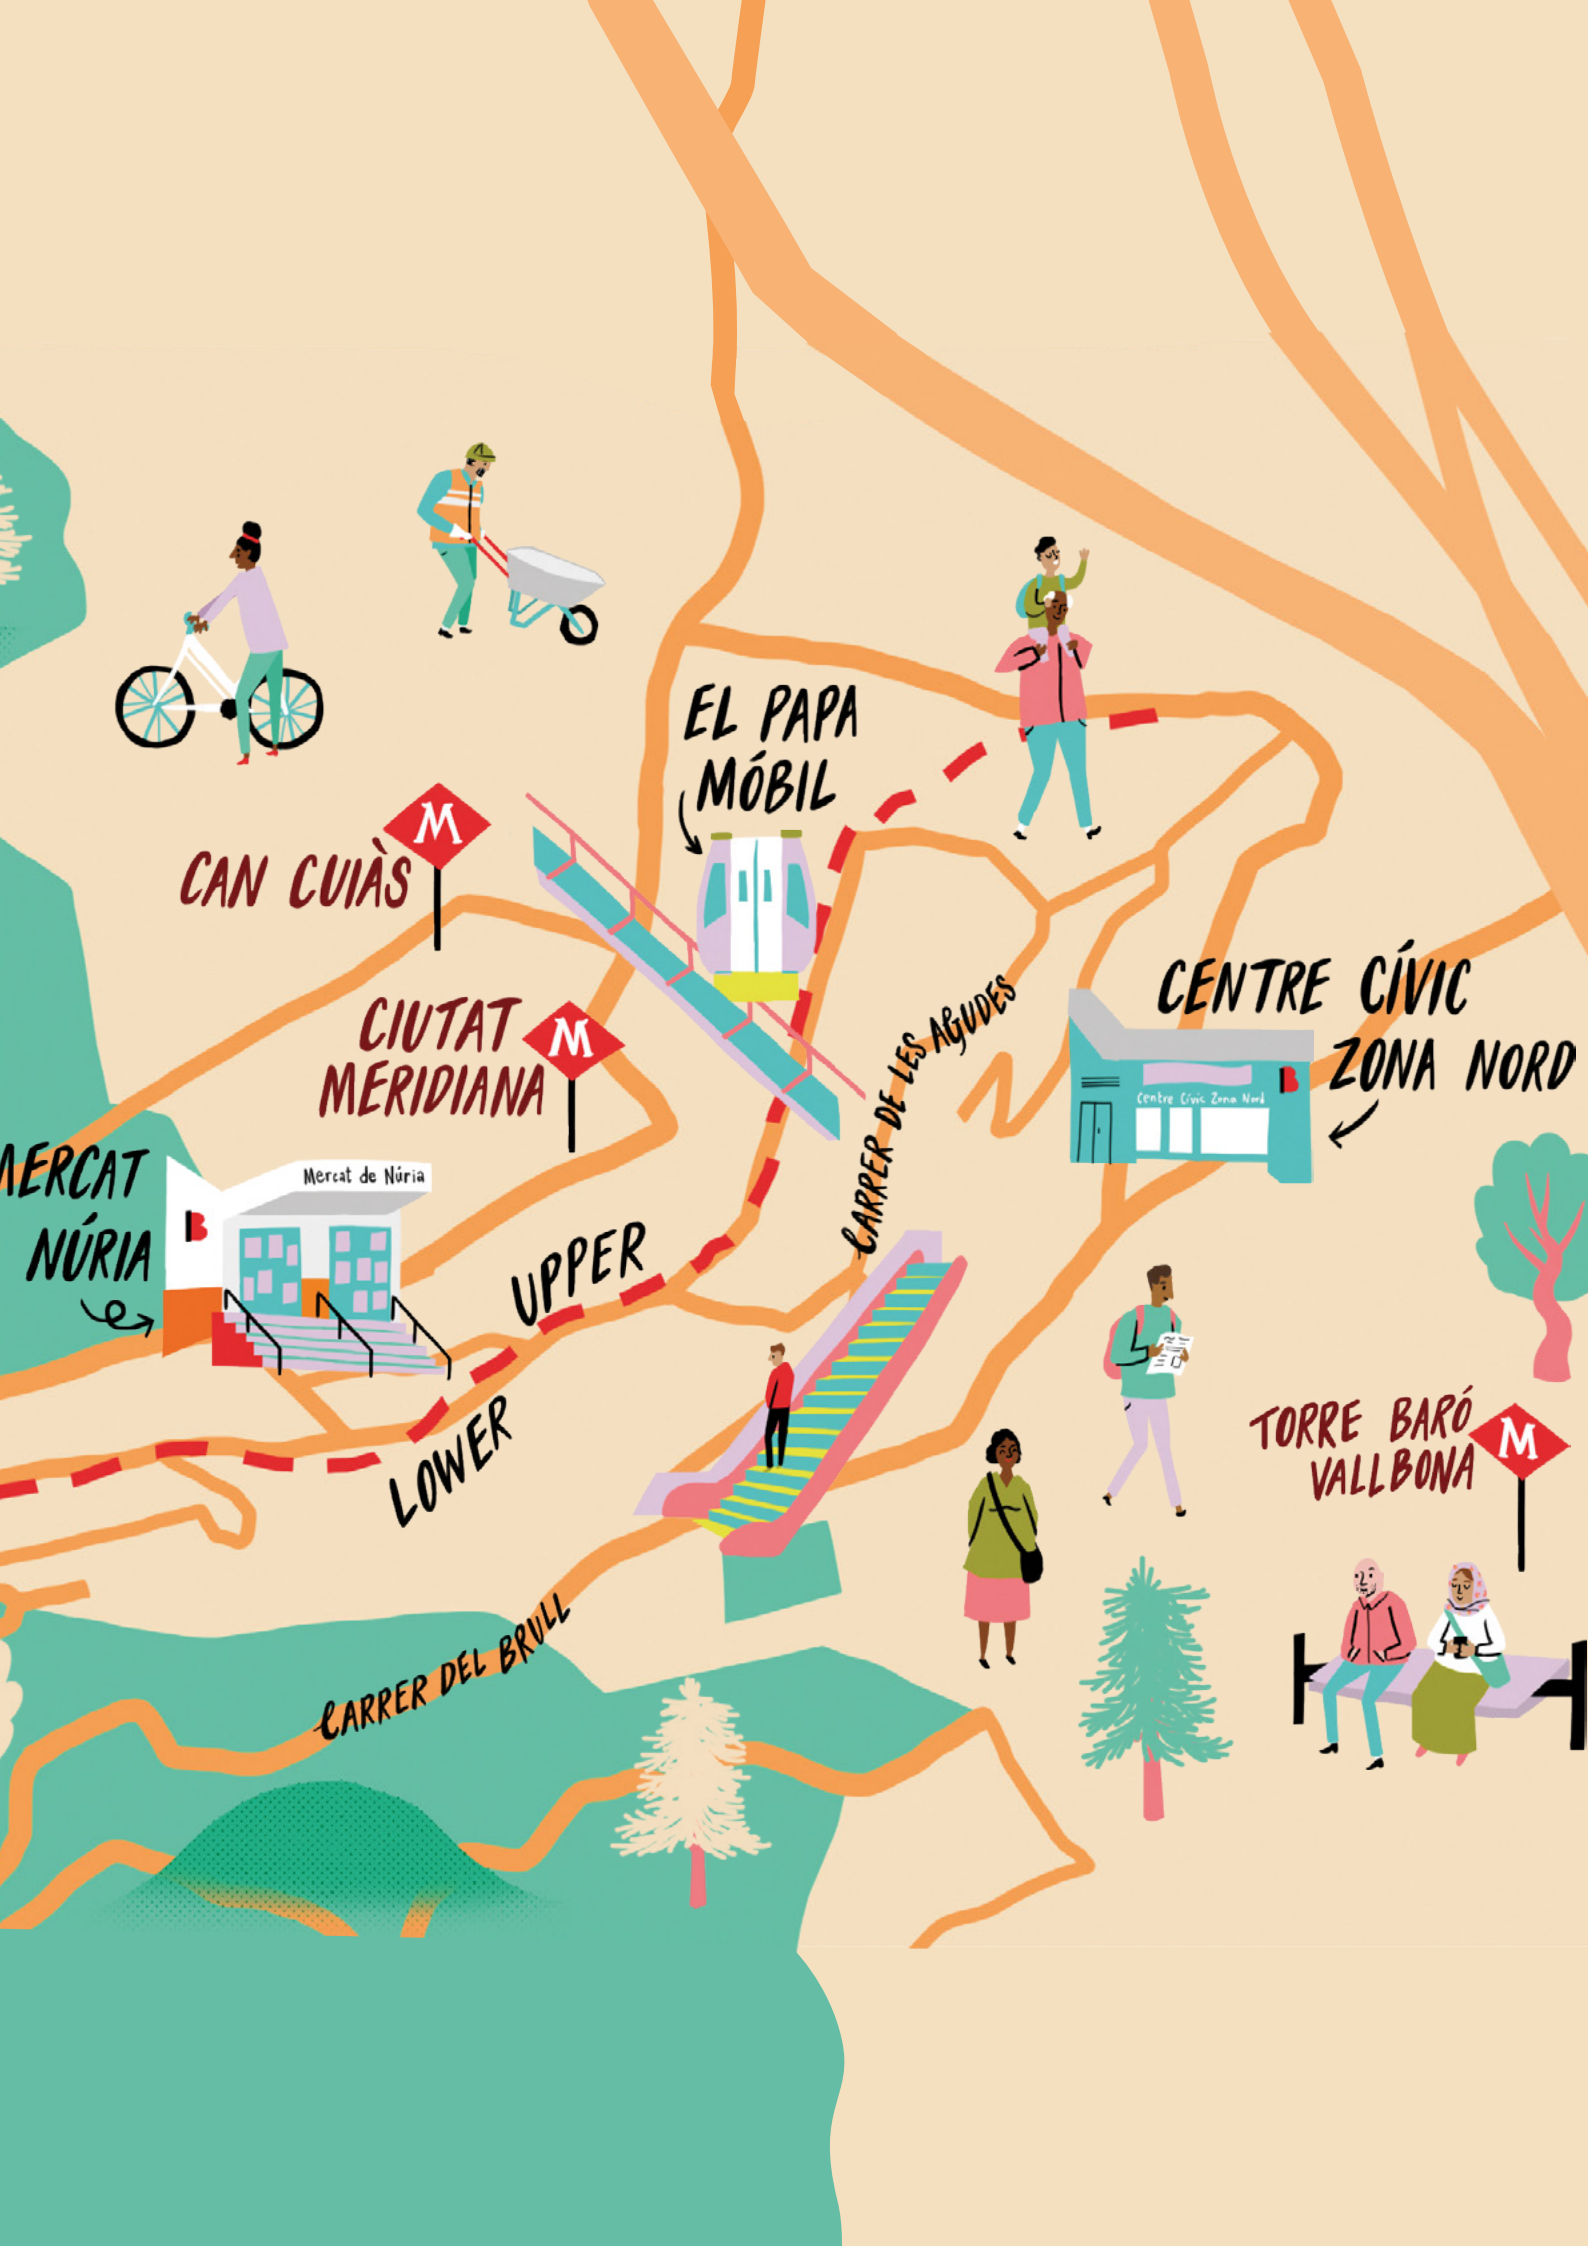 EL PAPA
MÓBIL
M
CAN CUIÀS
CIUTAT
MERIDIANA
M
CARRER DE LES AGUDES
CENTRE CÍVIC
ZONA NORD
B
Centre Cívic Zona Nord
MERCAT
NÚRIA
B
Mercat de Núria
UPPER
LOWER
TORRE BARÓ
VALLBONA
M
CARRER DEL BRULL